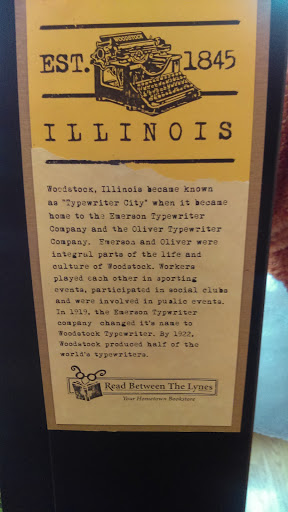 WOODSTOCK
EST. 1845
ILLINOIS
Woodstock, Illinois became known
as "Typewriter City" when it became
home to the Emerson Typewriter
Company and the Oliver Typewriter
Company. Emerson and Oliver were
integral parts of the life and
culture of Woodstock. Workers
played each other in sporting
events, participated in social clubs
and were involved in public events.
In 1919, the Emerson Typwriter
company changed it's name to
Woodstock Typewriter. By 1922,
Woodstock produced half of the
world's typewriters.
Read Between The Lynes
Your Hometown Bookstore